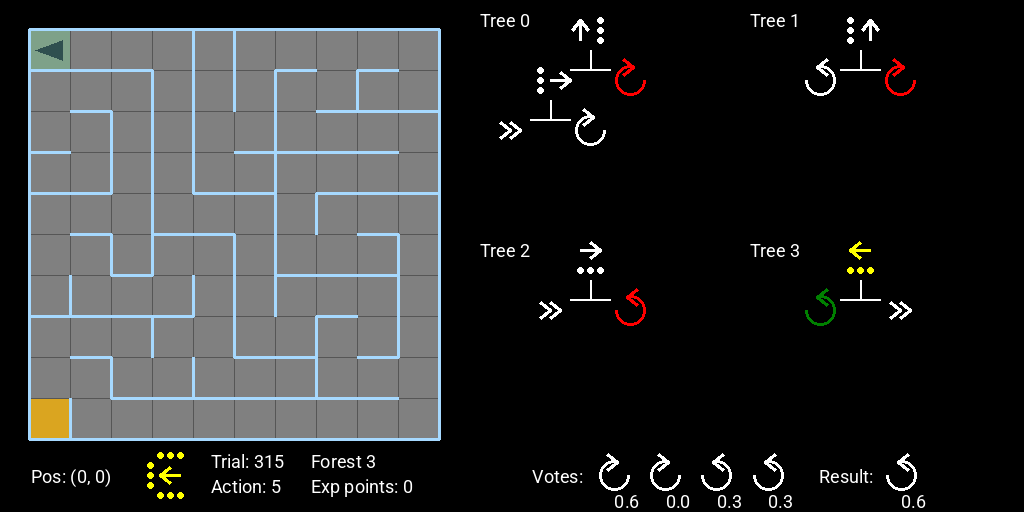 Tree 0
Tree 1
Tree 2
Tree 3
Pos: (0, 0)
Trial: 315
Forest 3
Action: 5
Exp points: 0
Votes:
0.6
0.0
0.3
0.3
Result:
0.6